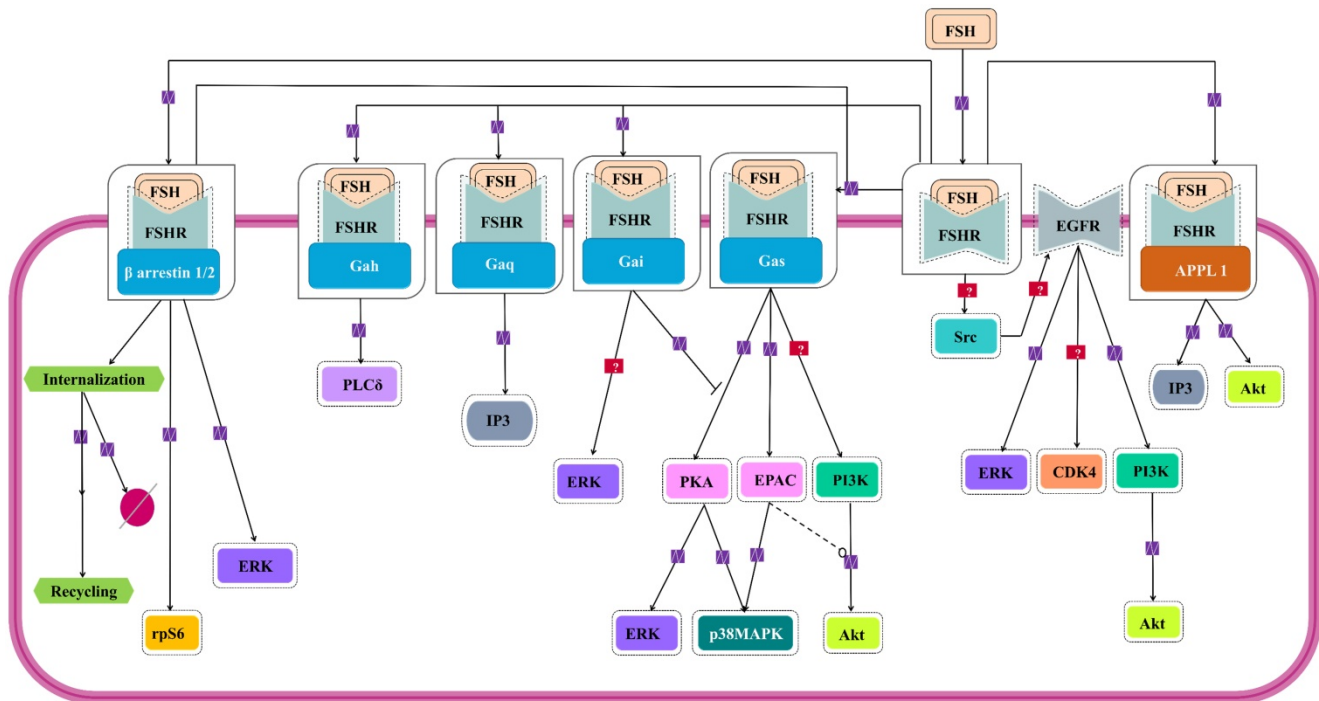 FSH
FSH
FSHR
β arrestin 1/2
FSH
FSHR
Gah
FSH
FSHR
Gaq
FSH
FSHR
Gai
FSH
FSHR
Gas
FSH
FSHR
EGFR
FSH
FSHR
APPL 1
?
?
Src
?
?
?
Internalization
PLCδ
IP3
IP3
Akt
ERK
PKA
EPAC
PI3K
ERK
CDK4
PI3K
ERK
Recycling
rpS6
ERK
p38MAPK
Akt
Akt